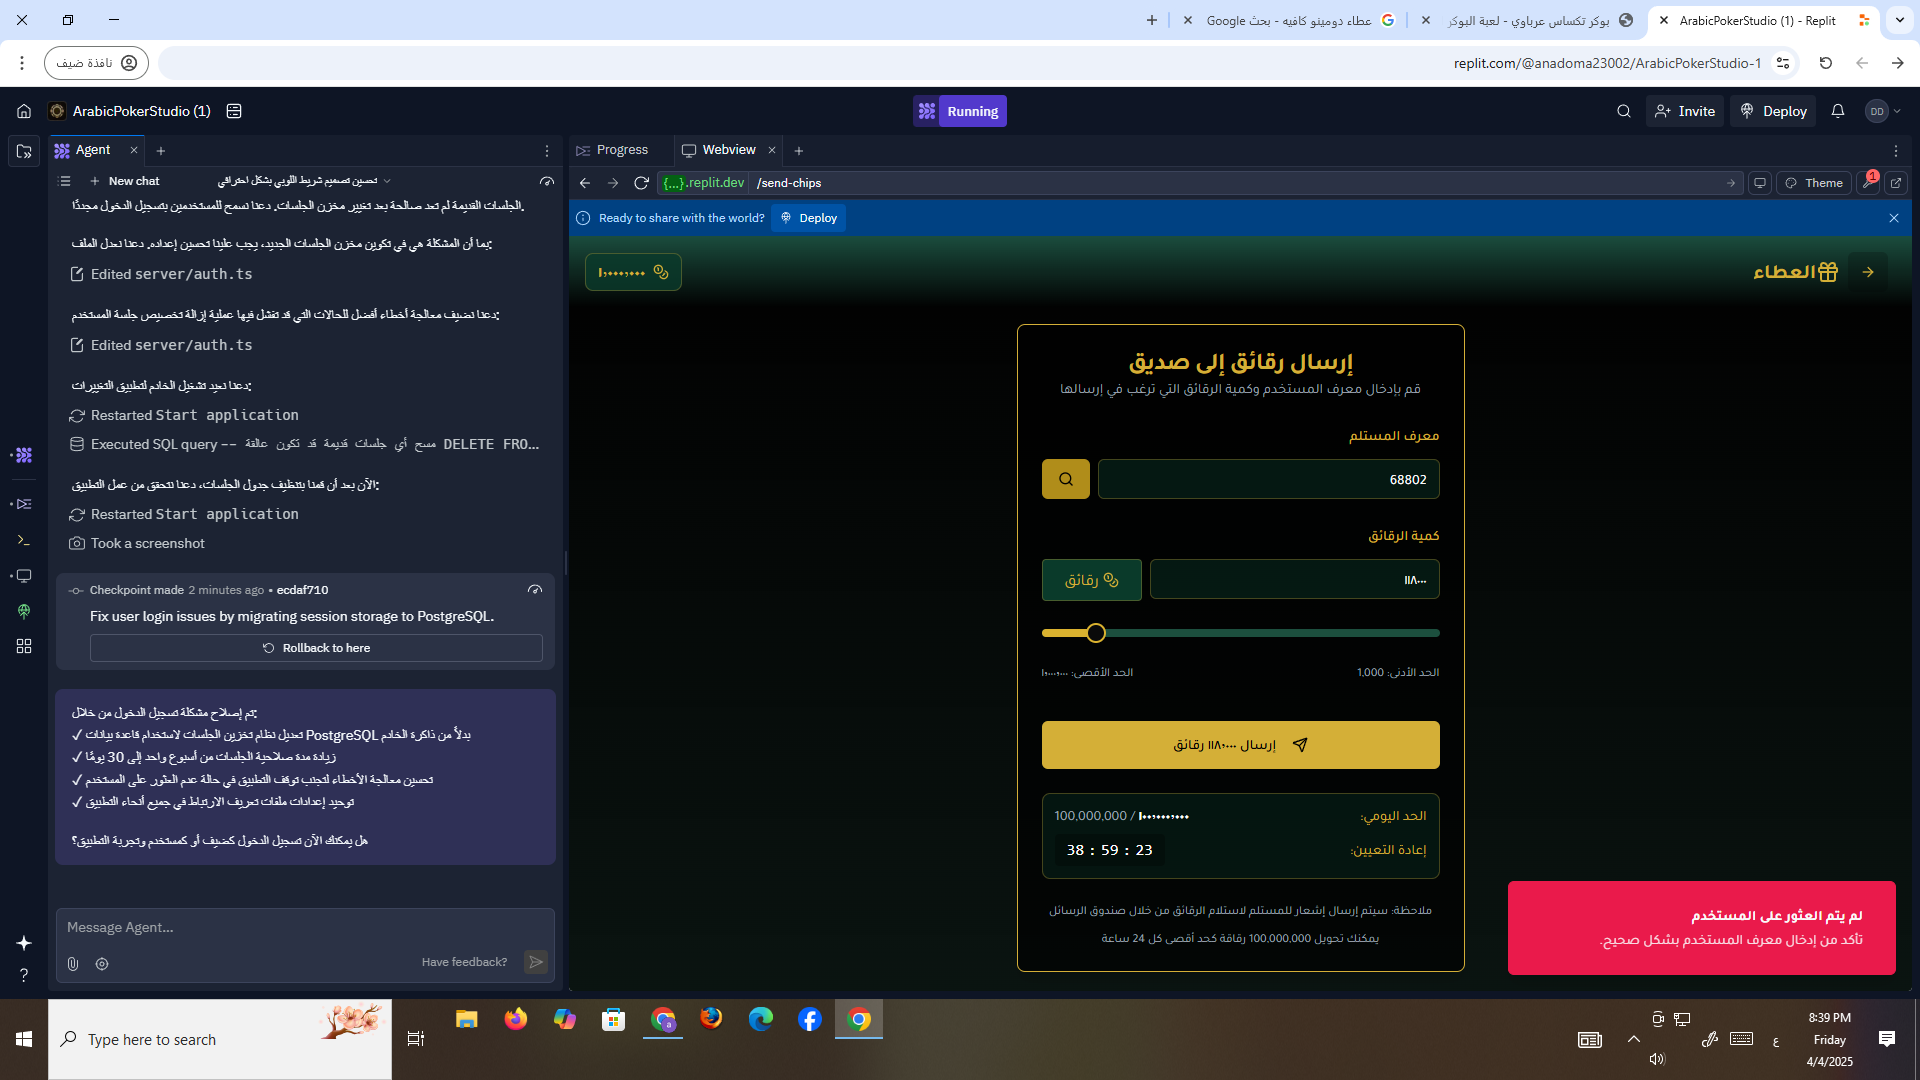 ArabicPokerStudio (1) - Replit
بوكر تكساس عرباوي - لعبة البوكر
عطاء دومينو كافيه - بحث Google
نافذة ضيف
replit.com/@anadoma23002/ArabicPokerStudio-1
ArabicPokerStudio (1)
Running
Invite
Deploy
DD
Agent
Progress
Webview
New chat
تحسين تصميم شريط اللوبي بشكل احترافي
{...}.replit.dev
/send-chips
Theme
1
الجلسات القديمة لم تعد صالحة بعد تغيير مخزن الجلسات. دعنا نسمح للمستخدمين بتسجيل الدخول مجددًا.
بما أن المشكلة هي في تكوين مخزن الجلسات الجديد، يجب علينا تحسين إعداده. دعنا نعدل الملف:
Edited server/auth.ts
دعنا نضيف معالجة أخطاء أفضل للحالات التي قد تفشل فيها عملية إزالة تخصيص جلسة المستخدم:
Edited server/auth.ts
دعنا نعيد تشغيل الخادم لتطبيق التغييرات:
Restarted Start application
Executed SQL query -- مسح أي جلسات قديمة قد تكون عالقة DELETE FRO...
الآن بعد أن قمنا بتنظيف جدول الجلسات، دعنا نتحقق من عمل التطبيق:
Restarted Start application
Took a screenshot
Checkpoint made 2 minutes ago • ecdaf710
Fix user login issues by migrating session storage to PostgreSQL.
Rollback to here
تم إصلاح مشكلة تسجيل الدخول من خلال:
✓ تعديل نظام تخزين الجلسات لاستخدام قاعدة بيانات PostgreSQL بدلاً من ذاكرة الخادم
✓ زيادة مدة صلاحية الجلسات من أسبوع واحد إلى 30 يومًا
✓ تحسين معالجة الأخطاء لتجنب توقف التطبيق في حالة عدم العثور على المستخدم
✓ توحيد إعدادات ملفات تعريف الارتباط في جميع أنحاء التطبيق
هل يمكنك الآن تسجيل الدخول كضيف أو كمستخدم وتجربة التطبيق؟
Message Agent...
Have feedback?
Ready to share with the world?
Deploy
العطاء
١٬٠٠٠٬٠٠٠
إرسال رقائق إلى صديق
قم بإدخال معرف المستخدم وكمية الرقائق التي ترغب في إرسالها
معرف المستلم
68802
كمية الرقائق
١١٨٠٠٠
رقائق
الحد الأدنى: 1,000
الحد الأقصى: ١٬٠٠٠٬٠٠٠
إرسال ١١٨٬٠٠٠ رقائق
الحد اليومي:
١٠٠٬٠٠٠٬٠٠٠ / 100,000,000
إعادة التعيين:
38 : 59 : 23
ملاحظة: سيتم إرسال إشعار للمستلم لاستلام الرقائق من خلال صندوق الرسائل
يمكنك تحويل 100,000,000 رقاقة كحد أقصى كل 24 ساعة
لم يتم العثور على المستخدم
تأكد من إدخال معرف المستخدم بشكل صحيح.
Type here to search
ع
8:39 PM
Friday
4/4/2025